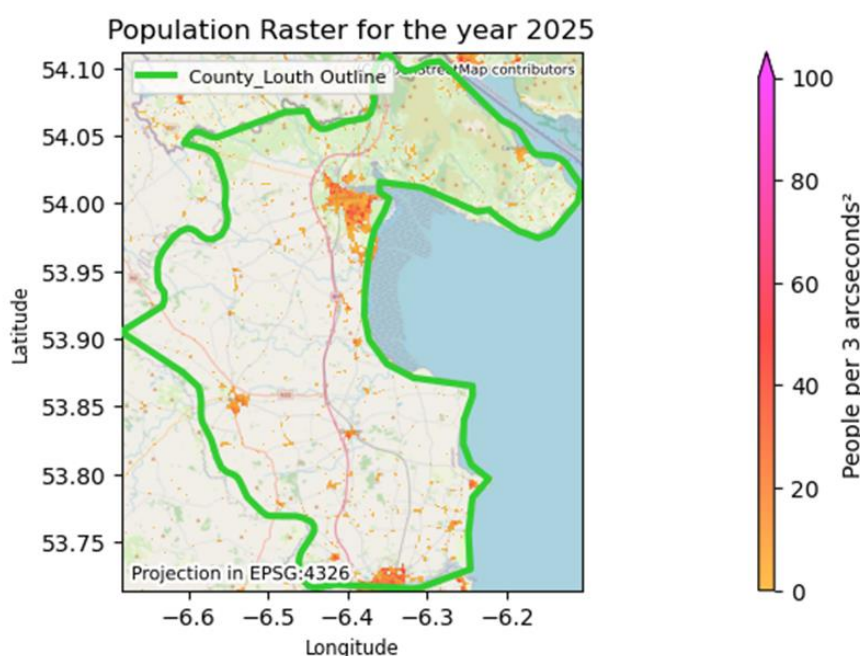 Population Raster for the year 2025
County_Louth Outline
StreetMap contributors
54.10
54.05
54.00
53.95
53.90
53.85
53.80
53.75
Latitude
Projection in EPSG:4326
−6.6
−6.5
−6.4
−6.3
−6.2
Longitude
100
80
60
40
20
0
People per 3 arcseconds²